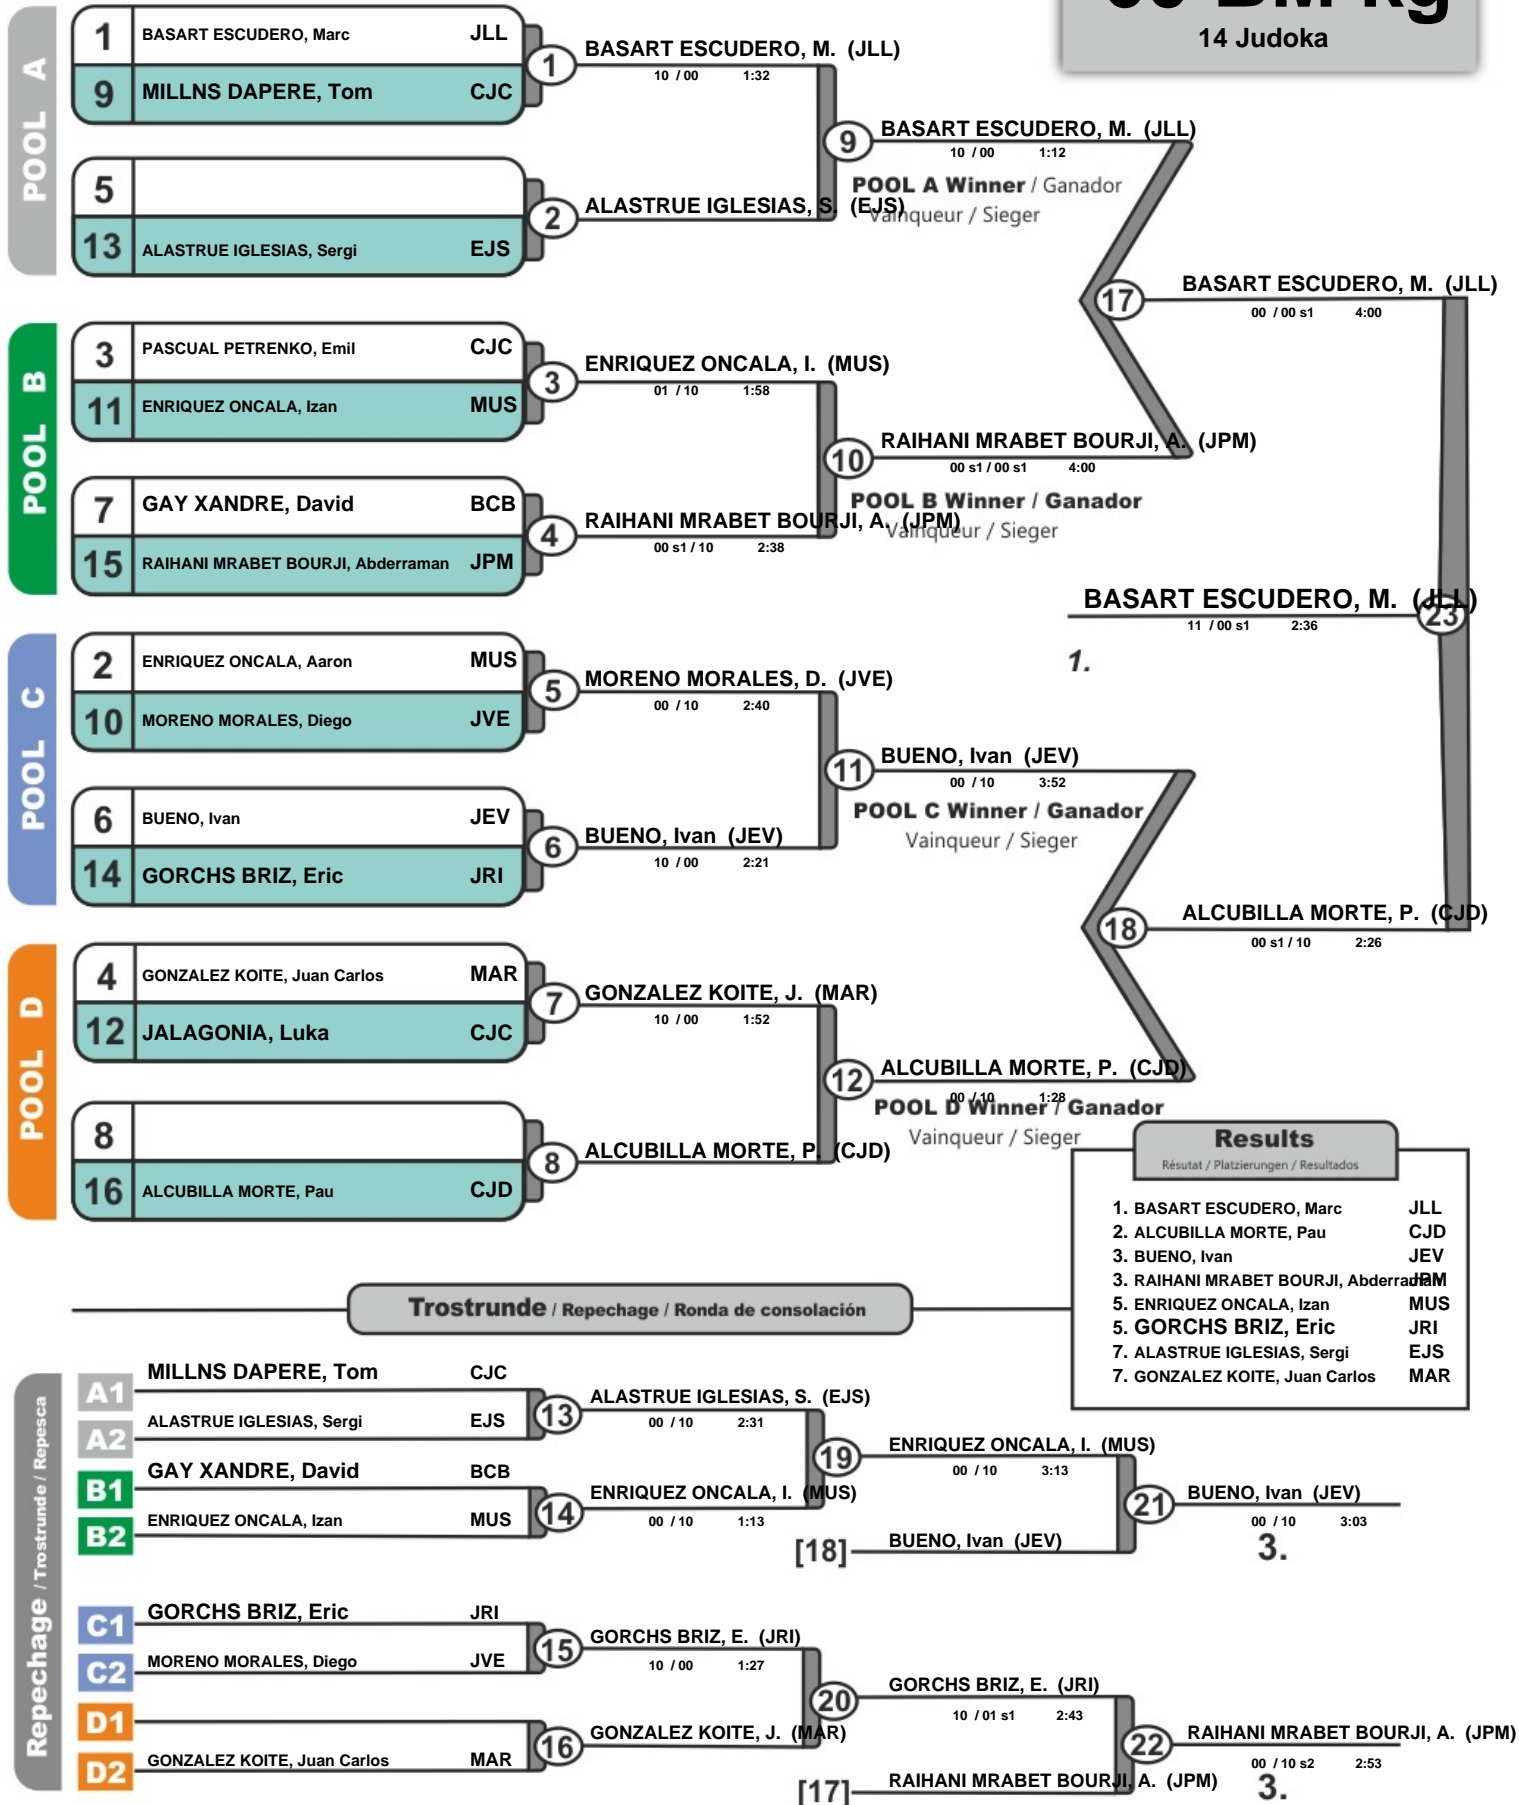 14 Judoka
POOL A
1 BASART ESCUDERO, Marc JLL
9 MILLNS DAPERE, Tom CJC
1 BASART ESCUDERO, M. (JLL)
10 / 00 1:32
5
13 ALASTRUE IGLESIAS, Sergi EJS
2 ALASTRUE IGLESIAS, S. (EJS)
9 BASART ESCUDERO, M. (JLL)
10 / 00 1:12
POOL A Winner / Ganador
Vainqueur / Sieger
POOL B
3 PASCUAL PETRENKO, Emil CJC
11 ENRIQUEZ ONCALA, Izan MUS
3 ENRIQUEZ ONCALA, I. (MUS)
01 / 10 1:58
7 GAY XANDRE, David BCB
15 RAIHANI MRABET BOURJI, Abderraman JPM
4 RAIHANI MRABET BOURJI, A. (JPM)
00 s1 / 10 2:38
10 RAIHANI MRABET BOURJI, A. (JPM)
00 s1 / 00 s1 4:00
POOL B Winner / Ganador
Vainqueur / Sieger
17 BASART ESCUDERO, M. (JLL)
00 / 00 s1 4:00
BASART ESCUDERO, M. (JLL)
23
11 / 00 s1 2:36
1.
POOL C
2 ENRIQUEZ ONCALA, Aaron MUS
10 MORENO MORALES, Diego JVE
5 MORENO MORALES, D. (JVE)
00 / 10 2:40
6 BUENO, Ivan JEV
14 GORCHS BRIZ, Eric JRI
6 BUENO, Ivan (JEV)
10 / 00 2:21
11 BUENO, Ivan (JEV)
00 / 10 3:52
POOL C Winner / Ganador
Vainqueur / Sieger
18 ALCUBILLA MORTE, P. (CJD)
00 s1 / 10 2:26
POOL D
4 GONZALEZ KOITE, Juan Carlos MAR
12 JALAGONIA, Luka CJC
7 GONZALEZ KOITE, J. (MAR)
10 / 00 1:52
8
16 ALCUBILLA MORTE, Pau CJD
8 ALCUBILLA MORTE, P. (CJD)
12 ALCUBILLA MORTE, P. (CJD)
00 / 10 1:28
POOL D Winner / Ganador
Vainqueur / Sieger
Results
Résutat / Platzierungen / Resultados
1. BASART ESCUDERO, Marc JLL
2. ALCUBILLA MORTE, Pau CJD
3. BUENO, Ivan JEV
3. RAIHANI MRABET BOURJI, Abderraman JPM
5. ENRIQUEZ ONCALA, Izan MUS
5. GORCHS BRIZ, Eric JRI
7. ALASTRUE IGLESIAS, Sergi EJS
7. GONZALEZ KOITE, Juan Carlos MAR
Trostrunde / Repechage / Ronda de consolación
Repechage / Trostrunde / Repesca
A1 MILLNS DAPERE, Tom CJC
A2 ALASTRUE IGLESIAS, Sergi EJS
13 ALASTRUE IGLESIAS, S. (EJS)
00 / 10 2:31
B1 GAY XANDRE, David BCB
B2 ENRIQUEZ ONCALA, Izan MUS
14 ENRIQUEZ ONCALA, I. (MUS)
00 / 10 1:13
19 ENRIQUEZ ONCALA, I. (MUS)
00 / 10 3:13
[18] BUENO, Ivan (JEV)
21 BUENO, Ivan (JEV)
00 / 10 3:03
3.
C1 GORCHS BRIZ, Eric JRI
C2 MORENO MORALES, Diego JVE
15 GORCHS BRIZ, E. (JRI)
10 / 00 1:27
D1
D2 GONZALEZ KOITE, Juan Carlos MAR
16 GONZALEZ KOITE, J. (MAR)
20 GORCHS BRIZ, E. (JRI)
10 / 01 s1 2:43
[17] RAIHANI MRABET BOURJI, A. (JPM)
22 RAIHANI MRABET BOURJI, A. (JPM)
00 / 10 s2 2:53
3.